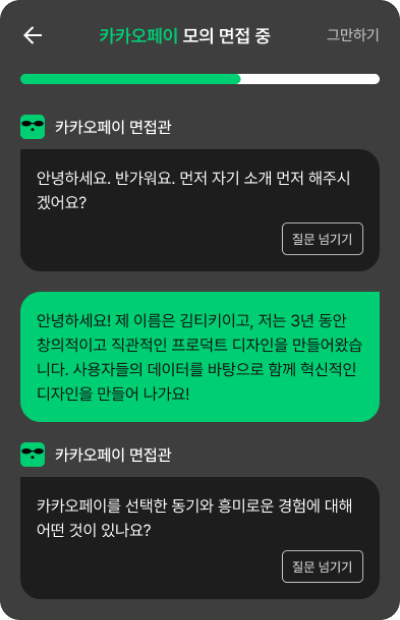 카카오페이 모의 면접 중
그만하기
카카오페이 면접관
안녕하세요. 반가워요. 먼저 자기 소개 먼저 해주시
겠어요?
질문 넘기기
안녕하세요! 제 이름은 김티키이고, 저는 3년 동안
창의적이고 직관적인 프로덕트 디자인을 만들어왔습
니다. 사용자들의 데이터를 바탕으로 함께 혁신적인
디자인을 만들어 나가요!
카카오페이 면접관
카카오페이를 선택한 동기와 흥미로운 경험에 대해
어떤 것이 있나요?
질문 넘기기